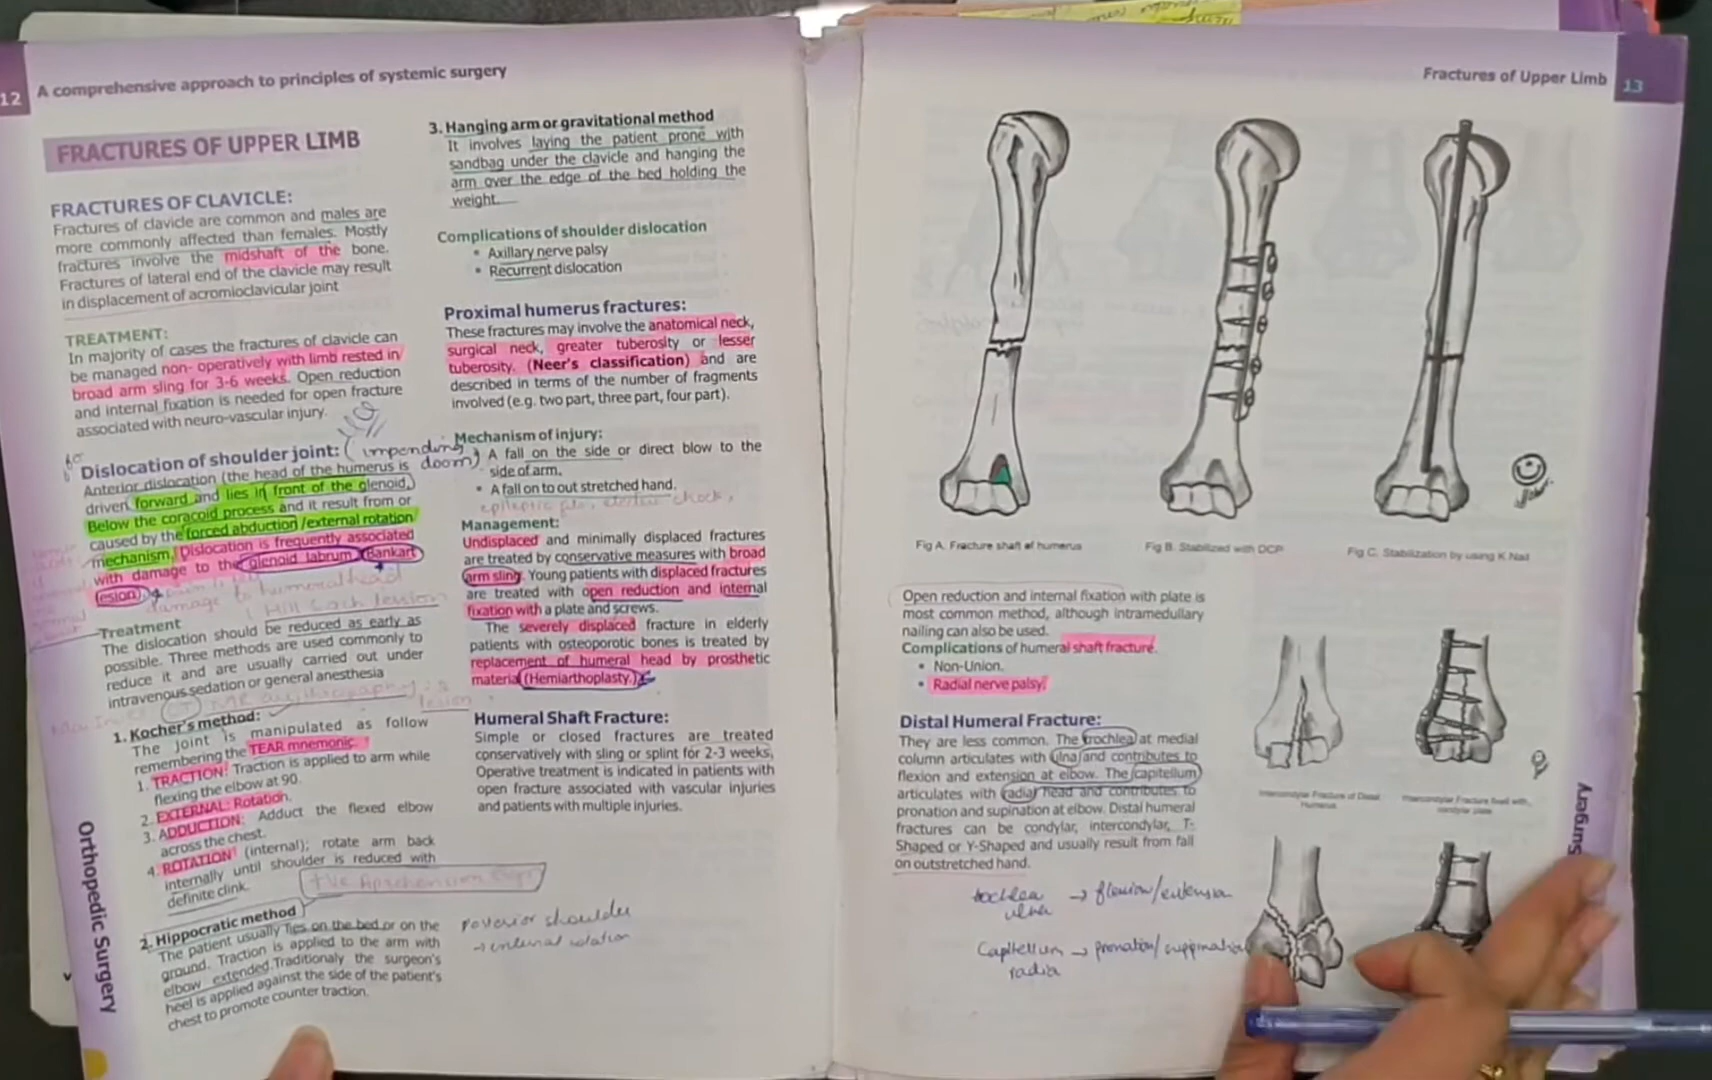 12 A comprehensive approach to principles of systemic surgery
FRACTURES OF UPPER LIMB
FRACTURES OF CLAVICLE:
Fractures of clavicle are common and males are
more commonly affected than females. Mostly
fractures involve the midshaft of the bone.
Fractures of lateral end of the clavicle may result
in displacement of acromioclavicular joint
TREATMENT:
In majority of cases the fractures of clavicle can
be managed non- operatively with limb rested in
broad arm sling for 3-6 weeks. Open reduction
and internal fixation is needed for open fracture
associated with neuro-vascular injury.
Dislocation of shoulder joint: (impending doom)
Anterior dislocation (the head of the humerus is
driven forward and lies in front of the glenoid,
Below the coracoid process and it result from or
caused by the forced abduction/external rotation
mechanism. Dislocation is frequently associated
with damage to the glenoid labrum (Bankart
lesion).
damage to humeral head
Treatment
The dislocation should be reduced as early as
possible. Three methods are used commonly to
reduce it and are usually carried out under
intravenous sedation or general anesthesia
1. Kocher's method:
The joint is manipulated as follow
remembering the TEAR mnemonic.
1. TRACTION: Traction is applied to arm while
flexing the elbow at 90.
2. EXTERNAL: Rotation.
3. ADDUCTION: Adduct the flexed elbow
across the chest.
4. ROTATION (internal); rotate arm back
internally until shoulder is reduced with
definite clink.
2. Hippocratic method
The patient usually lies on the bed or on the
ground. Traction is applied to the arm with
elbow extended.Traditionaly the surgeon's
heel is applied against the side of the patient's
chest to promote counter traction.
Orthopedic Surgery
3. Hanging arm or gravitational method
It involves laying the patient prone with
sandbag under the clavicle and hanging the
arm over the edge of the bed holding the
weight.
Complications of shoulder dislocation
• Axillary nerve palsy
• Recurrent dislocation
Proximal humerus fractures:
These fractures may involve the anatomical neck,
surgical neck, greater tuberosity or lesser
tuberosity. (Neer's classification) and are
described in terms of the number of fragments
involved (e.g. two part, three part, four part).
Mechanism of injury:
• A fall on the side or direct blow to the
side of arm.
• A fall on to out stretched hand.
Management:
Undisplaced and minimally displaced fractures
are treated by conservative measures with broad
arm sling. Young patients with displaced fractures
are treated with open reduction and internal
fixation with a plate and screws.
The severely displaced fracture in elderly
patients with osteoporotic bones is treated by
replacement of humeral head by prosthetic
material (Hemiarthoplasty.)
Humeral Shaft Fracture:
Simple or closed fractures are treated
conservatively with sling or splint for 2-3 weeks,
Operative treatment is indicated in patients with
open fracture associated with vascular injuries
and patients with multiple injuries.
Posterior shoulder
→ internal rotation
Fractures of Upper Limb 13
Fig A. Fracture shaft of humerus
Fig B. Stabilized with DCP
Fig C. Stabilization by using K Nail
Open reduction and internal fixation with plate is
most common method, although intramedullary
nailing can also be used.
Complications of humeral shaft fracture.
• Non-Union.
• Radial nerve palsy.
Distal Humeral Fracture:
They are less common. The trochlea at medial
column articulates with ulna and contributes to
flexion and extension at elbow. The capitellum
articulates with radial head and contributes to
pronation and supination at elbow. Distal humeral
fractures can be condylar, intercondylar, T-
Shaped or Y-Shaped and usually result from fall
on outstretched hand.
Intercondylar Fracture of Distal
Humerus
Intercondylar Fracture fixed with
condylar plate
trochlea → flexion/extension
ulna
Capitellum → pronation/
radia
Surgery